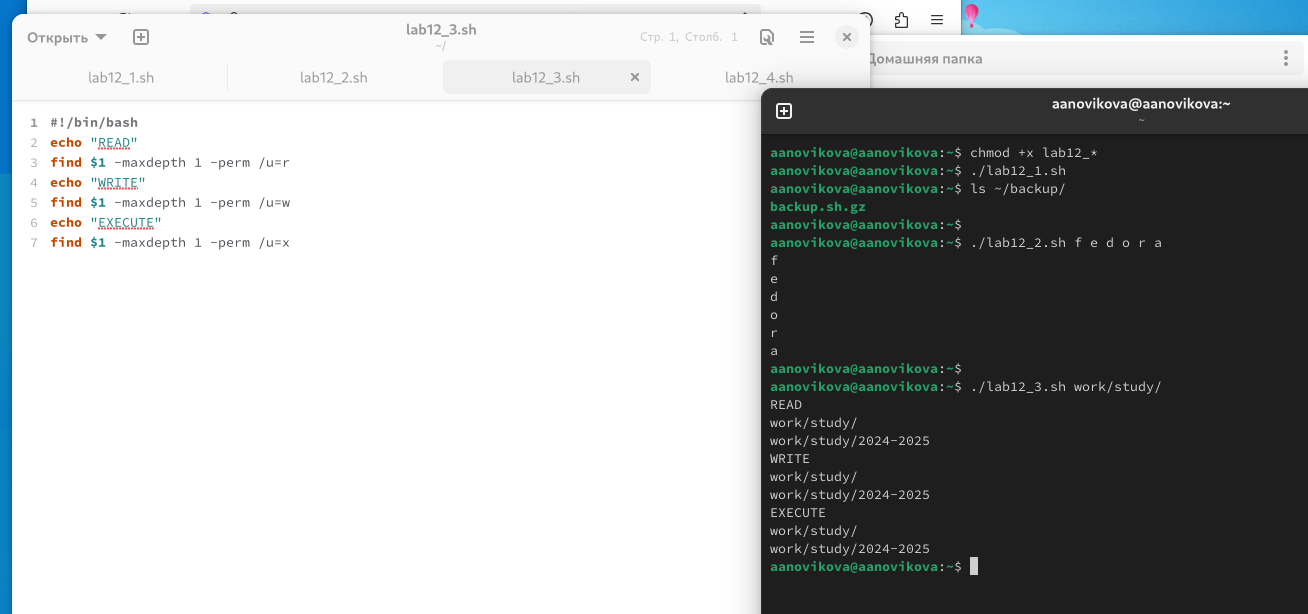 Открыть
lab12_3.sh
~/
Стр. 1, Столб. 1
lab12_1.sh
lab12_2.sh
lab12_3.sh
lab12_4.sh
1 #!/bin/bash
2 echo "READ"
3 find $1 -maxdepth 1 -perm /u=r
4 echo "WRITE"
5 find $1 -maxdepth 1 -perm /u=w
6 echo "EXECUTE"
7 find $1 -maxdepth 1 -perm /u=x
Домашняя папка
aanovikova@aanovikova:~
~
aanovikova@aanovikova:~$ chmod +x lab12_*
aanovikova@aanovikova:~$ ./lab12_1.sh
aanovikova@aanovikova:~$ ls ~/backup/
backup.sh.gz
aanovikova@aanovikova:~$
aanovikova@aanovikova:~$ ./lab12_2.sh f e d o r a
f
e
d
o
r
a
aanovikova@aanovikova:~$
aanovikova@aanovikova:~$ ./lab12_3.sh work/study/
READ
work/study/
work/study/2024-2025
WRITE
work/study/
work/study/2024-2025
EXECUTE
work/study/
work/study/2024-2025
aanovikova@aanovikova:~$